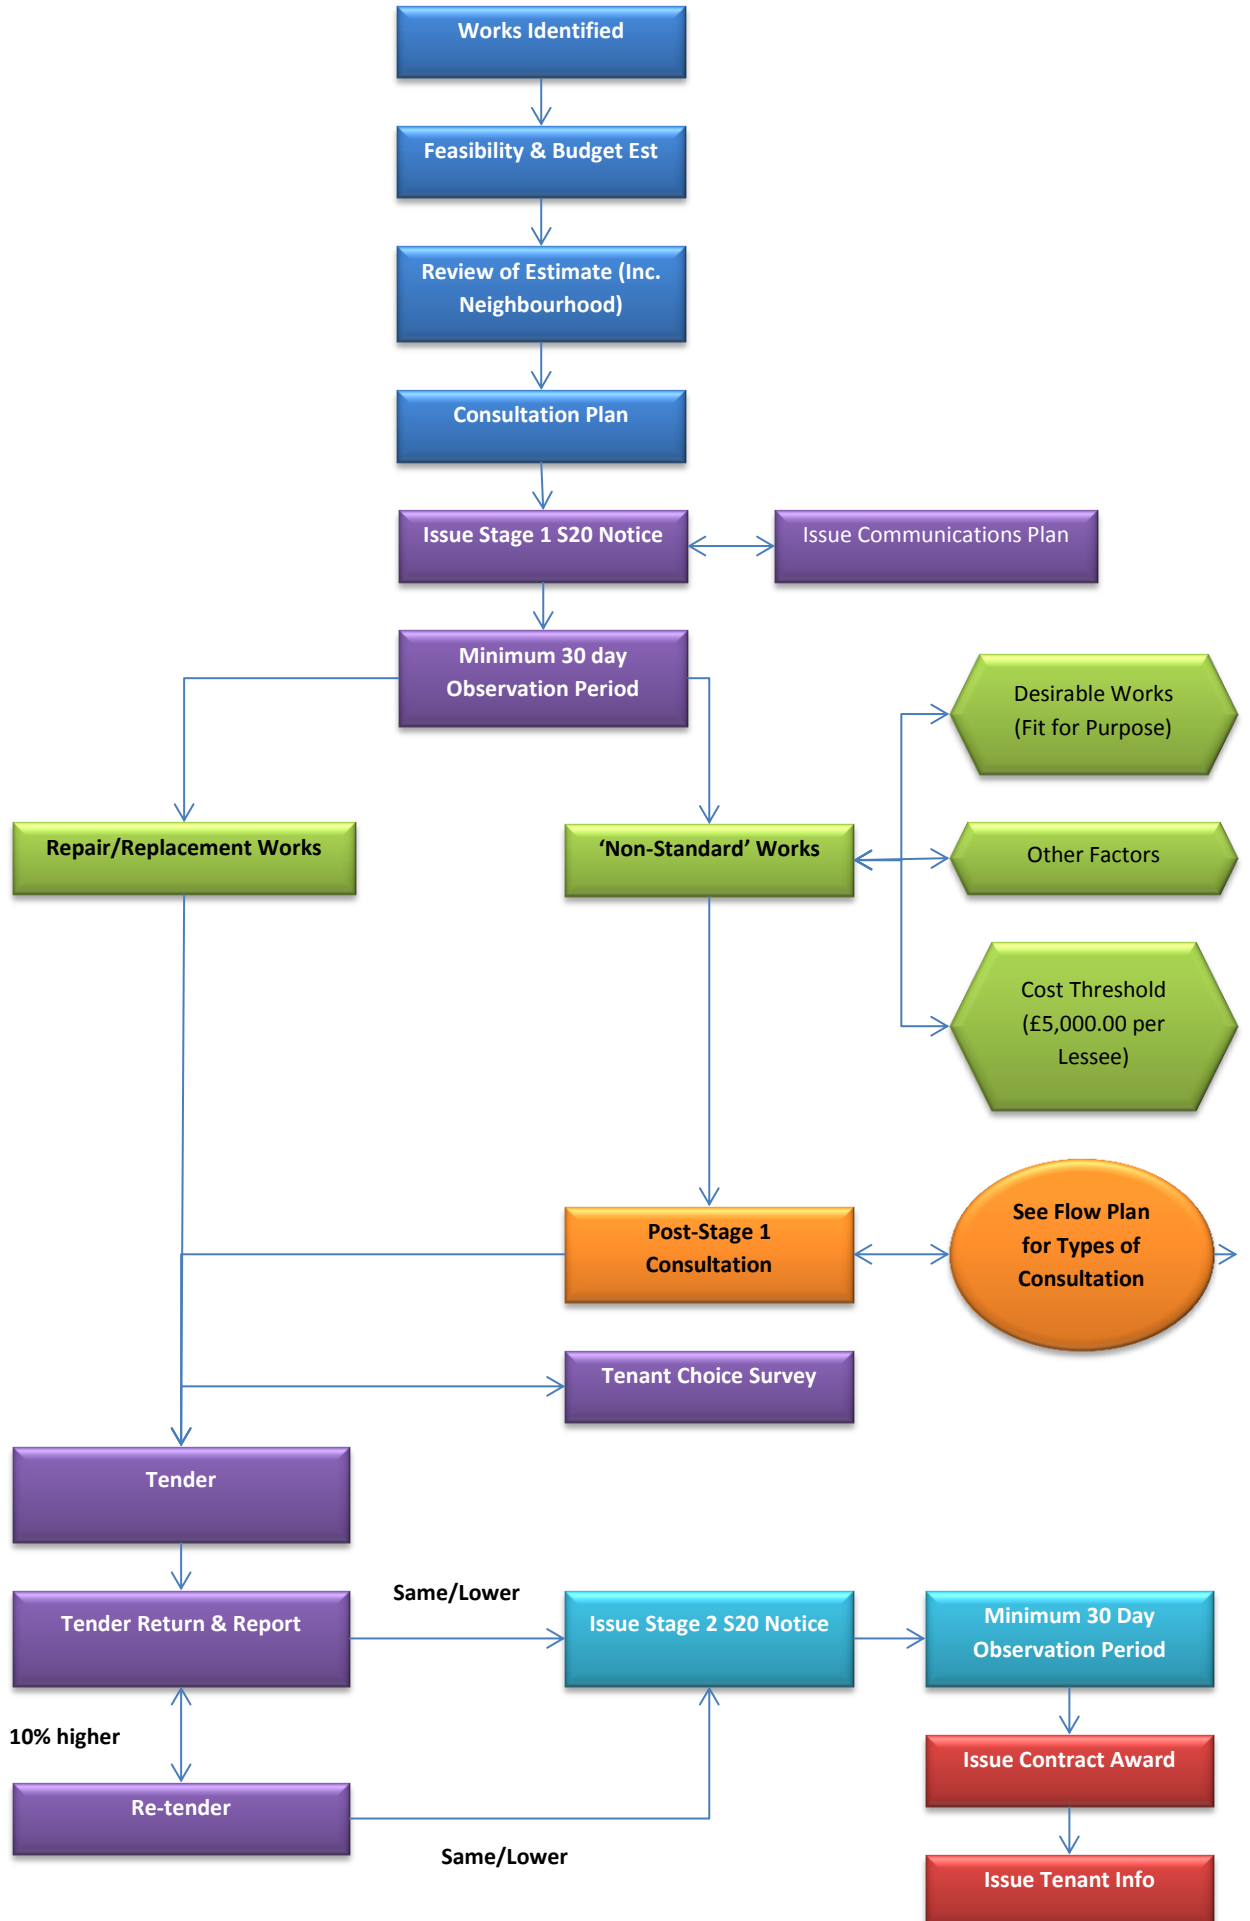 Works Identified
Feasibility & Budget Est
Review of Estimate (Inc.
Neighbourhood)
Consultation Plan
Issue Stage 1 S20 Notice
Issue Communications Plan
Minimum 30 day
Observation Period
Desirable Works
(Fit for Purpose)
Repair/Replacement Works
‘Non-Standard’ Works
Other Factors
Cost Threshold
(£5,000.00 per
Lessee)
Post-Stage 1
Consultation
See Flow Plan
for Types of
Consultation
Tenant Choice Survey
Tender
Tender Return & Report
Same/Lower
Issue Stage 2 S20 Notice
Minimum 30 Day
Observation Period
10% higher
Re-tender
Same/Lower
Issue Contract Award
Issue Tenant Info